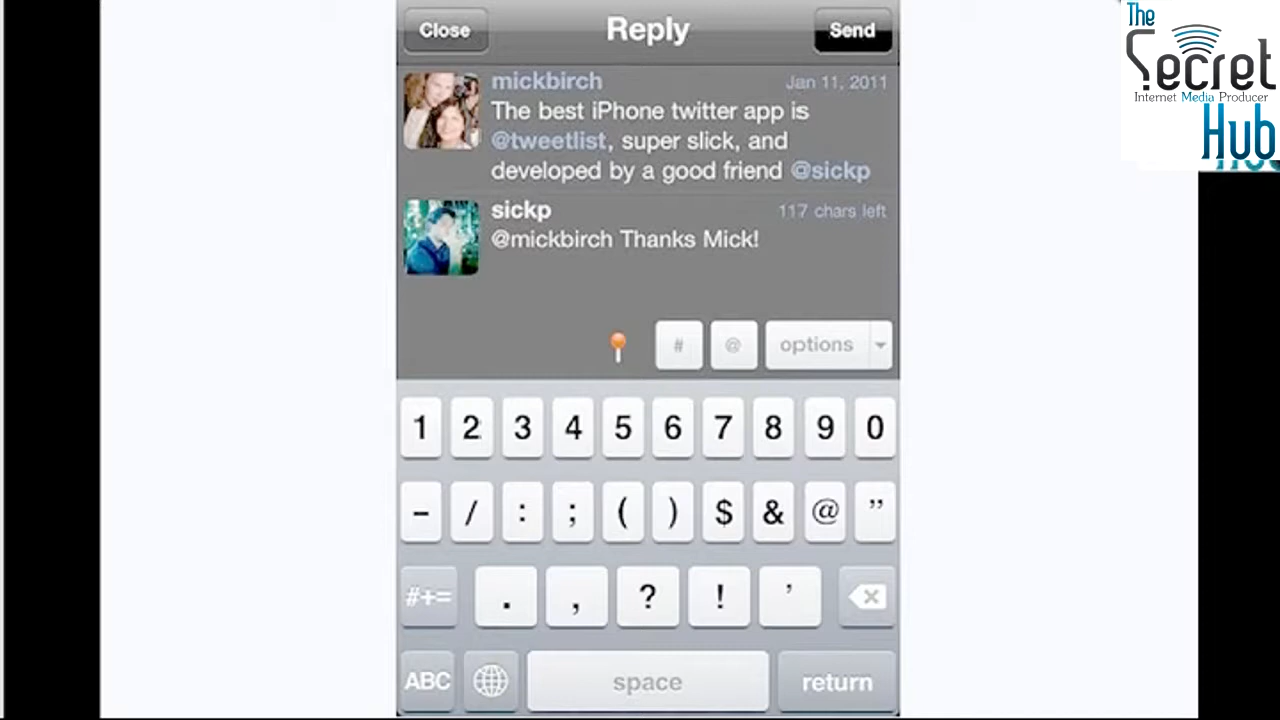 Close
Reply
Send
The
Secret
Internet Media Producer
Hub
mickbirch
Jan 11, 2011
The best iPhone twitter app is
@tweetlist, super slick, and
developed by a good friend @sickp
sickp
117 chars left
@mickbirch Thanks Mick!
# @ options
1 2 3 4 5 6 7 8 9 0
- / : ; ( ) $ & @ ”
#+= . , ? ! ’
ABC space return